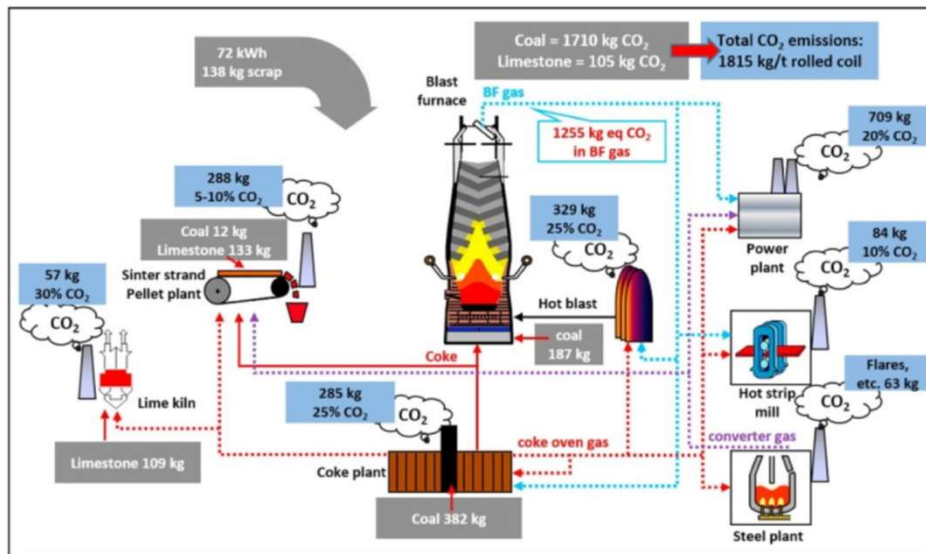 72 kWh
138 kg scrap
Coal = 1710 kg CO₂
Limestone = 105 kg CO₂
Total CO₂ emissions:
1815 kg/t rolled coil
Blast
furnace
BF gas
1255 kg eq CO₂
in BF gas
709 kg
20% CO₂
CO₂
Power
plant
288 kg
5-10% CO₂
CO₂
Coal 12 kg
Limestone 133 kg
Sinter strand
Pellet plant
329 kg
25% CO₂
CO₂
Hot blast
coal
187 kg
84 kg
10% CO₂
CO₂
Hot strip
mill
57 kg
30% CO₂
CO₂
Lime kiln
Limestone 109 kg
Coke
285 kg
25% CO₂
CO₂
Coke plant
Coal 382 kg
coke oven gas
Flares,
etc. 63 kg
CO₂
converter gas
Steel plant